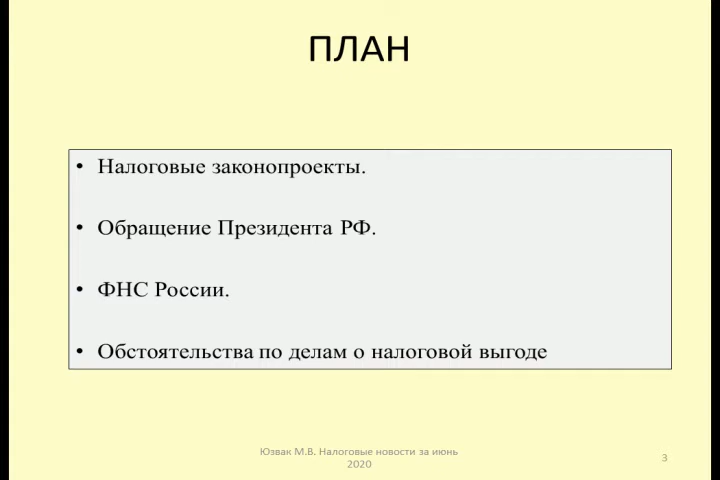 ПЛАН
• Налоговые законопроекты.
• Обращение Президента РФ.
• ФНС России.
• Обстоятельства по делам о налоговой выгоде
Юзвак М.В. Налоговые новости за июнь
2020
3